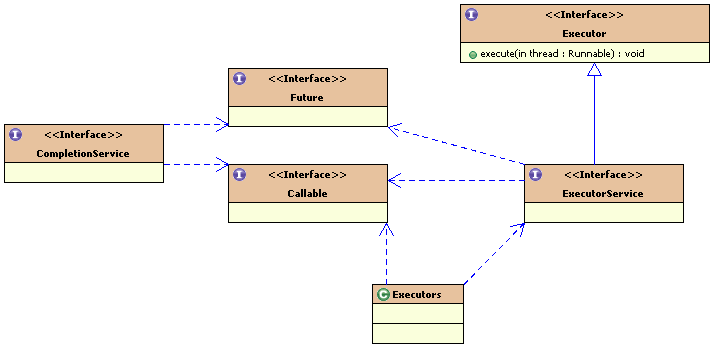 I
<<Interface>>
Executor
execute(in thread : Runnable) : void
I
<<Interface>>
Future
I
<<Interface>>
CompletionService
I
<<Interface>>
Callable
I
<<Interface>>
ExecutorService
C
Executors